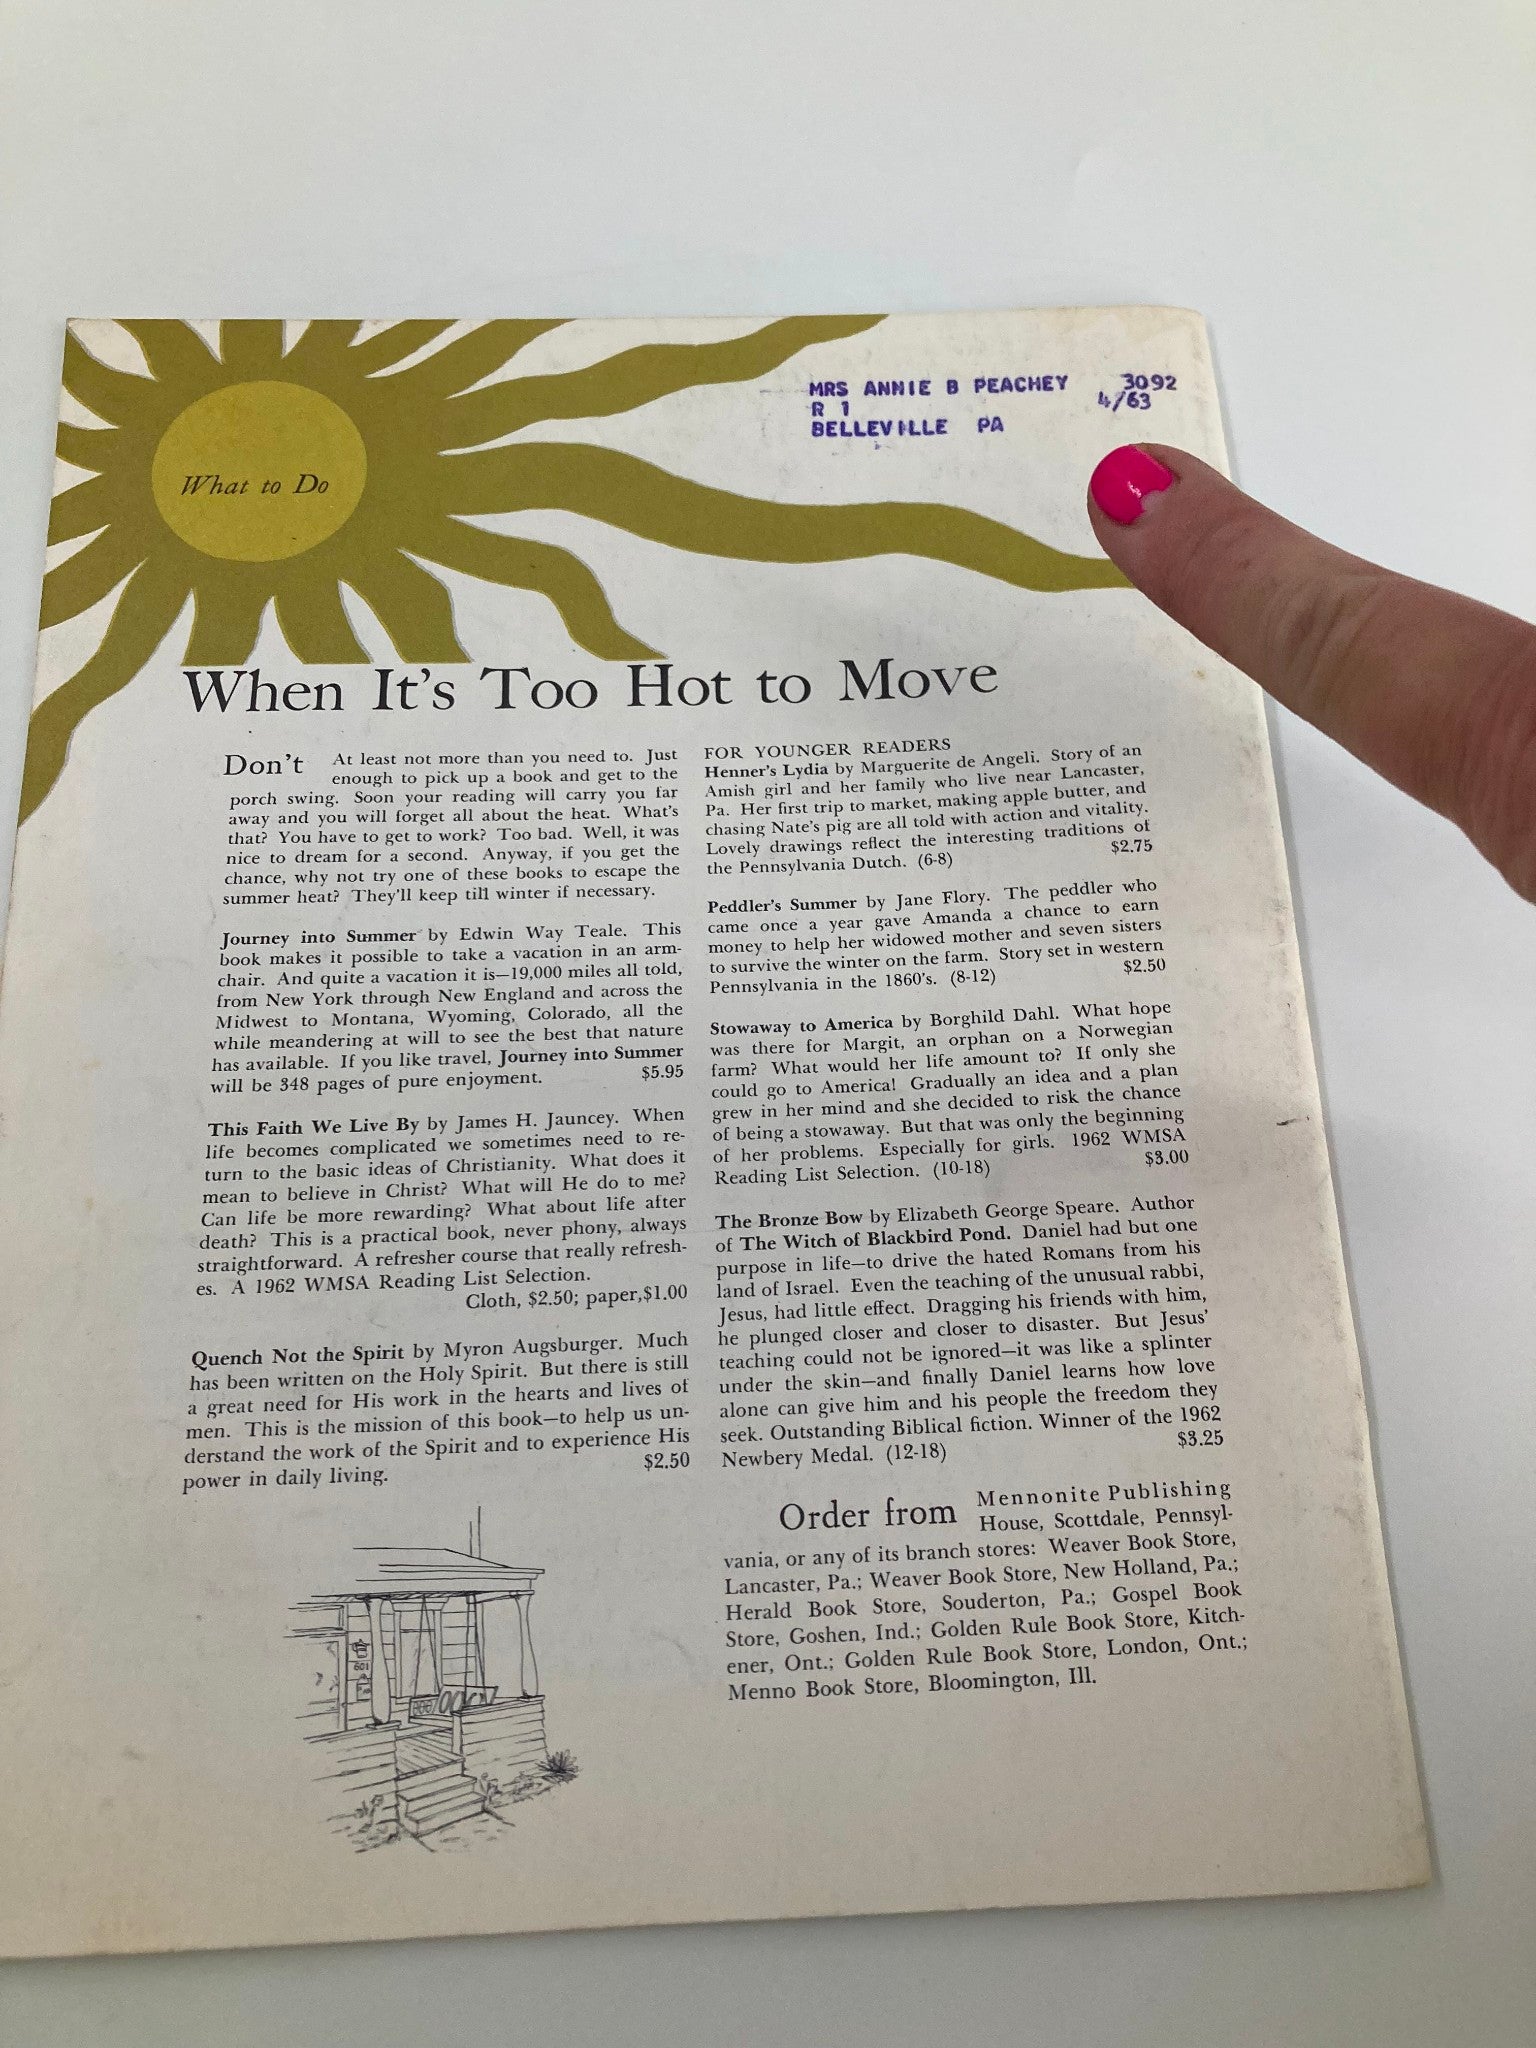 MRS ANNIE B PEACHEY 3092
R 1 4/63
BELLEVILLE PA
What to Do
When It's Too Hot to Move
Don't At least not more than you need to. Just
enough to pick up a book and get to the
porch swing. Soon your reading will carry you far
away and you will forget all about the heat. What's
that? You have to get to work? Too bad. Well, it was
nice to dream for a second. Anyway, if you get the
chance, why not try one of these books to escape the
summer heat? They'll keep till winter if necessary.
Journey into Summer by Edwin Way Teale. This
book makes it possible to take a vacation in an arm-
chair. And quite a vacation it is—19,000 miles all told,
from New York through New England and across the
Midwest to Montana, Wyoming, Colorado, all the
while meandering at will to see the best that nature
has available. If you like travel, Journey into Summer
will be 348 pages of pure enjoyment. $5.95
This Faith We Live By by James H. Jauncey. When
life becomes complicated we sometimes need to re-
turn to the basic ideas of Christianity. What does it
mean to believe in Christ? What will He do to me?
Can life be more rewarding? What about life after
death? This is a practical book, never phony, always
straightforward. A refresher course that really refresh-
es. A 1962 WMSA Reading List Selection.
Cloth, $2.50; paper,$1.00
Quench Not the Spirit by Myron Augsburger. Much
has been written on the Holy Spirit. But there is still
a great need for His work in the hearts and lives of
men. This is the mission of this book—to help us un-
derstand the work of the Spirit and to experience His
power in daily living. $2.50
601
FOR YOUNGER READERS
Henner's Lydia by Marguerite de Angeli. Story of an
Amish girl and her family who live near Lancaster,
Pa. Her first trip to market, making apple butter, and
chasing Nate's pig are all told with action and vitality.
Lovely drawings reflect the interesting traditions of
the Pennsylvania Dutch. (6-8) $2.75
Peddler's Summer by Jane Flory. The peddler who
came once a year gave Amanda a chance to earn
money to help her widowed mother and seven sisters
to survive the winter on the farm. Story set in western
Pennsylvania in the 1860's. (8-12) $2.50
Stowaway to America by Borghild Dahl. What hope
was there for Margit, an orphan on a Norwegian
farm? What would her life amount to? If only she
could go to America! Gradually an idea and a plan
grew in her mind and she decided to risk the chance
of being a stowaway. But that was only the beginning
of her problems. Especially for girls. 1962 WMSA
Reading List Selection. (10-18) $3.00
The Bronze Bow by Elizabeth George Speare. Author
of The Witch of Blackbird Pond. Daniel had but one
purpose in life—to drive the hated Romans from his
land of Israel. Even the teaching of the unusual rabbi,
Jesus, had little effect. Dragging his friends with him,
he plunged closer and closer to disaster. But Jesus'
teaching could not be ignored—it was like a splinter
under the skin—and finally Daniel learns how love
alone can give him and his people the freedom they
seek. Outstanding Biblical fiction. Winner of the 1962
Newbery Medal. (12-18) $3.25
Order from Mennonite Publishing
House, Scottdale, Pennsyl-
vania, or any of its branch stores: Weaver Book Store,
Lancaster, Pa.; Weaver Book Store, New Holland, Pa.;
Herald Book Store, Souderton, Pa.; Gospel Book
Store, Goshen, Ind.; Golden Rule Book Store, Kitch-
ener, Ont.; Golden Rule Book Store, London, Ont.;
Menno Book Store, Bloomington, Ill.